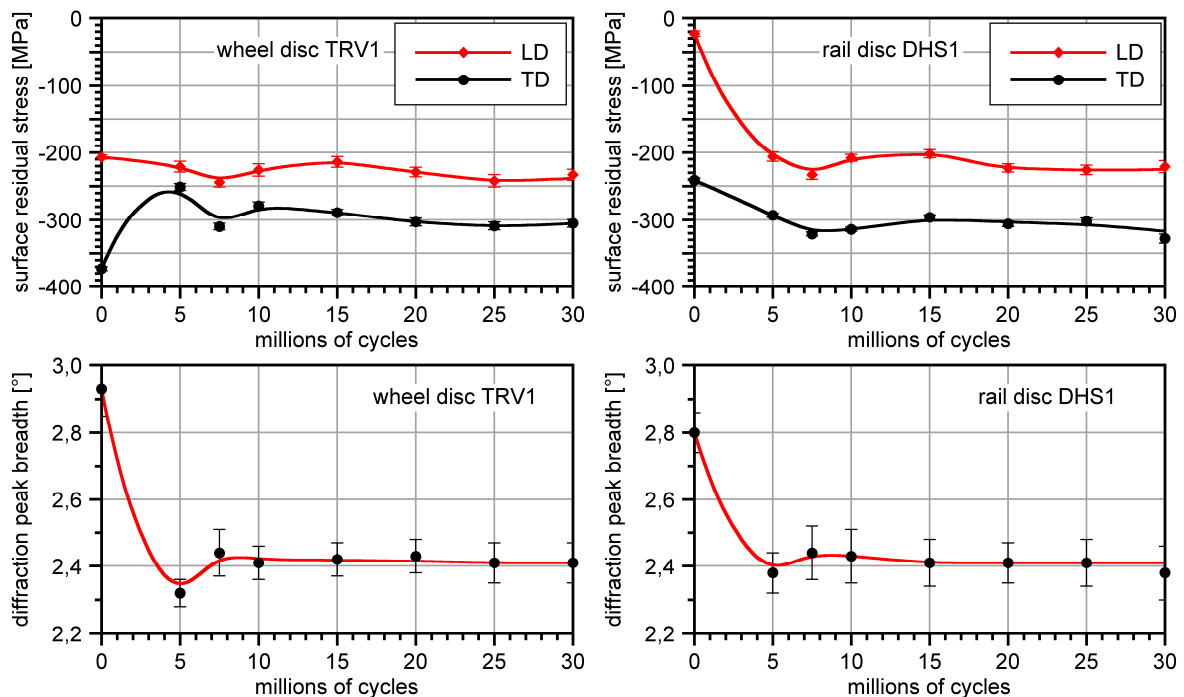 surface residual stress [MPa]
0
-100
-200
-300
-400
wheel disc TRV1
LD
TD
0 5 10 15 20 25 30
millions of cycles
surface residual stress [MPa]
0
-100
-200
-300
-400
rail disc DHS1
LD
TD
0 5 10 15 20 25 30
millions of cycles
diffraction peak breadth [°]
3,0
2,8
2,6
2,4
2,2
wheel disc TRV1
0 5 10 15 20 25 30
millions of cycles
diffraction peak breadth [°]
3,0
2,8
2,6
2,4
2,2
rail disc DHS1
0 5 10 15 20 25 30
millions of cycles